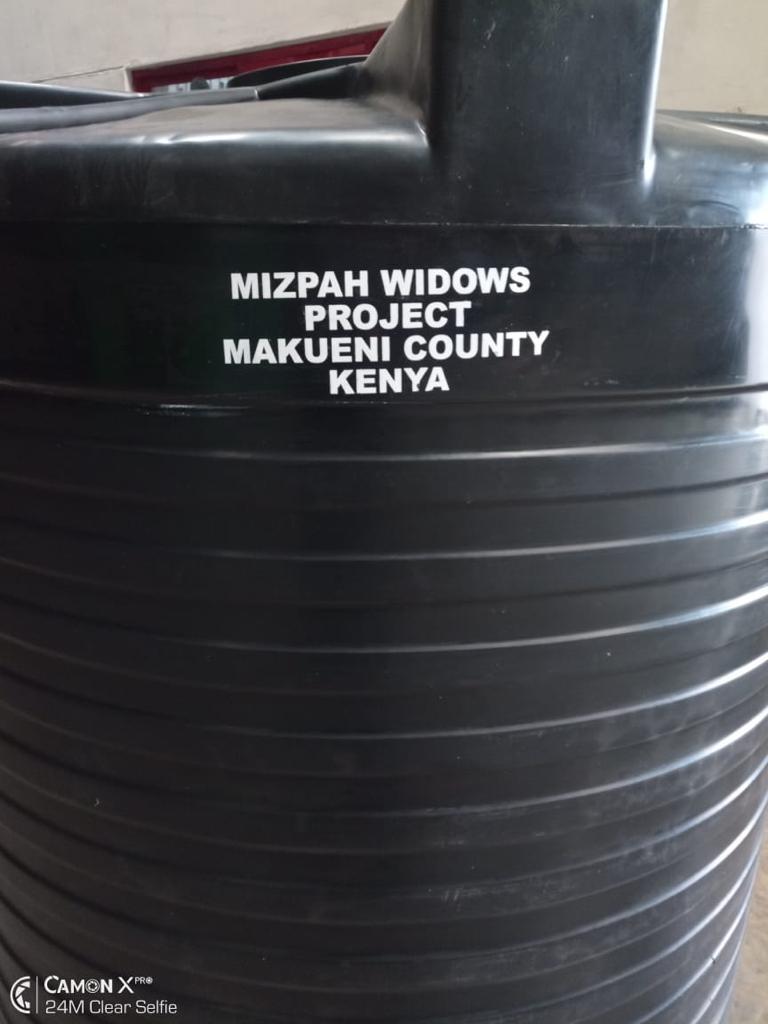 MIZPAH WIDOWS
PROJECT
MAKUENI COUNTY
KENYA
CAMON X PRO
24M Clear Selfie